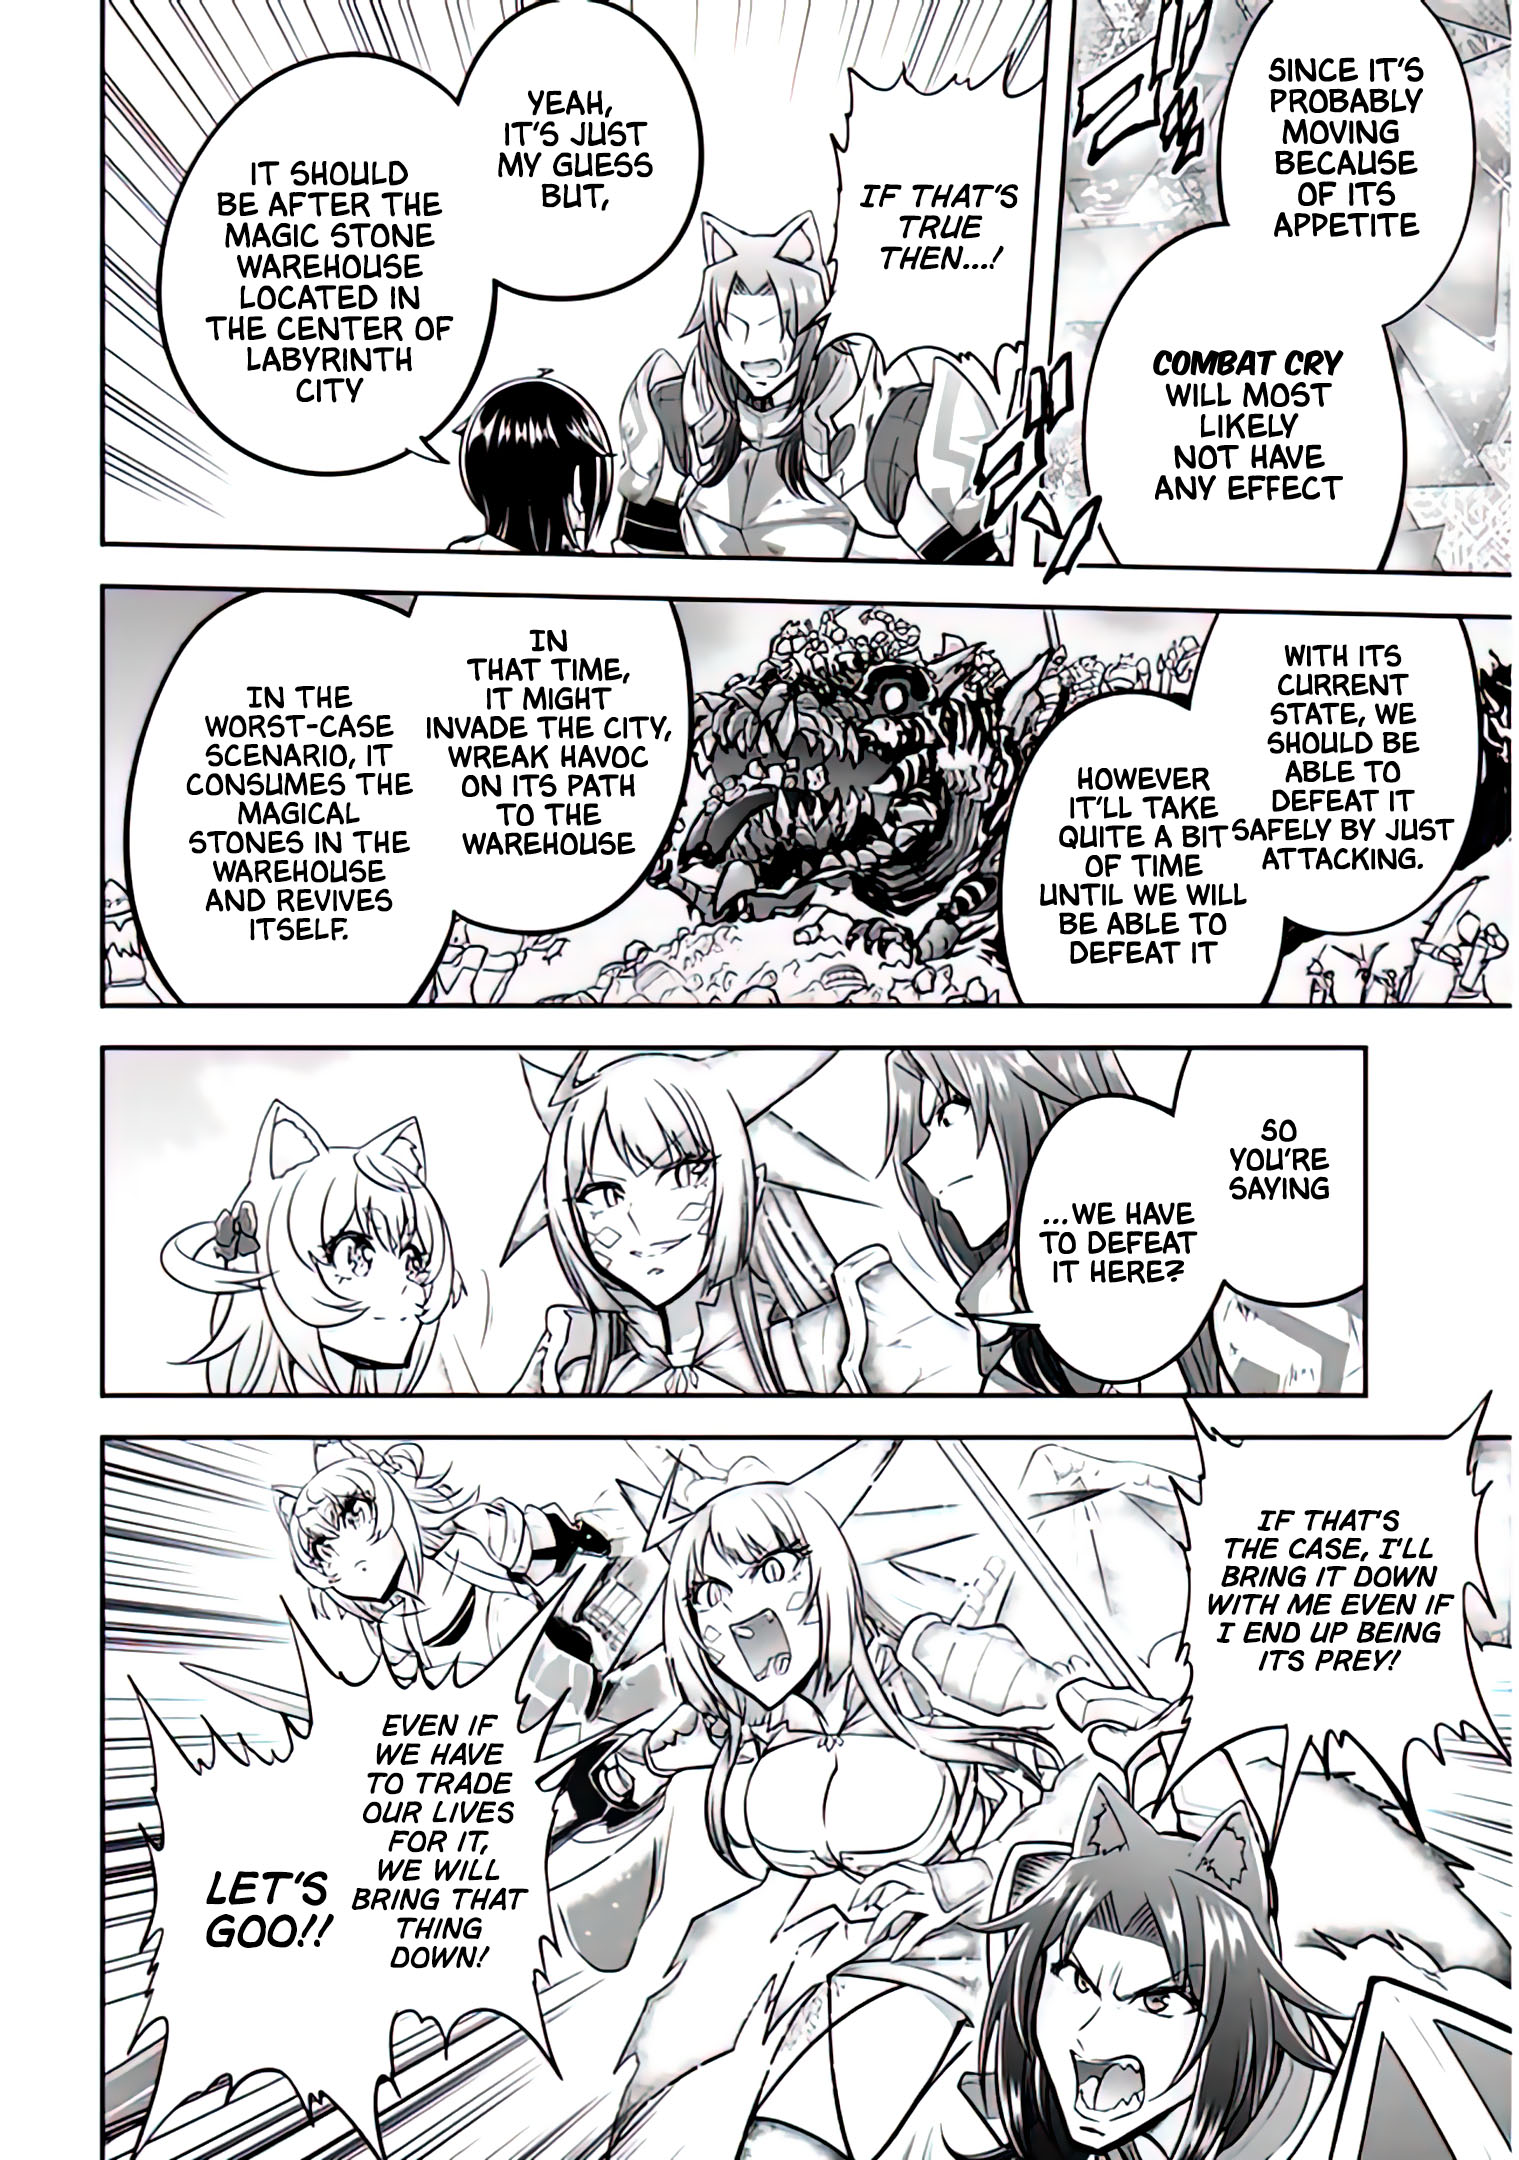 SINCE IT'S
PROBABLY
MOVING
BECAUSE
OF ITS
APPETITE
COMBAT CRY
WILL MOST
LIKELY
NOT HAVE
ANY EFFECT
IF THAT'S
TRUE
THEN...!
YEAH,
IT'S JUST
MY GUESS
BUT,
IT SHOULD
BE AFTER THE
MAGIC STONE
WAREHOUSE
LOCATED IN
THE CENTER OF
LABYRINTH
CITY
WITH ITS
CURRENT
STATE, WE
SHOULD BE
ABLE TO
DEFEAT IT
SAFELY BY JUST
ATTACKING.
HOWEVER
IT'LL TAKE
QUITE A BIT
OF TIME
UNTIL WE WILL
BE ABLE TO
DEFEAT IT
IN
THAT TIME,
IT MIGHT
INVADE THE CITY,
WREAK HAVOC
ON ITS PATH
TO THE
WAREHOUSE
IN THE
WORST-CASE
SCENARIO, IT
CONSUMES THE
MAGICAL
STONES IN THE
WAREHOUSE
AND REVIVES
ITSELF.
SO
YOU'RE
SAYING
...WE HAVE
TO DEFEAT
IT HERE?
IF THAT'S
THE CASE, I'LL
BRING IT DOWN
WITH ME EVEN IF
I END UP BEING
ITS PREY!
EVEN IF
WE HAVE
TO TRADE
OUR LIVES
FOR IT,
WE WILL
BRING THAT
THING
DOWN!
LET'S
GOO!!